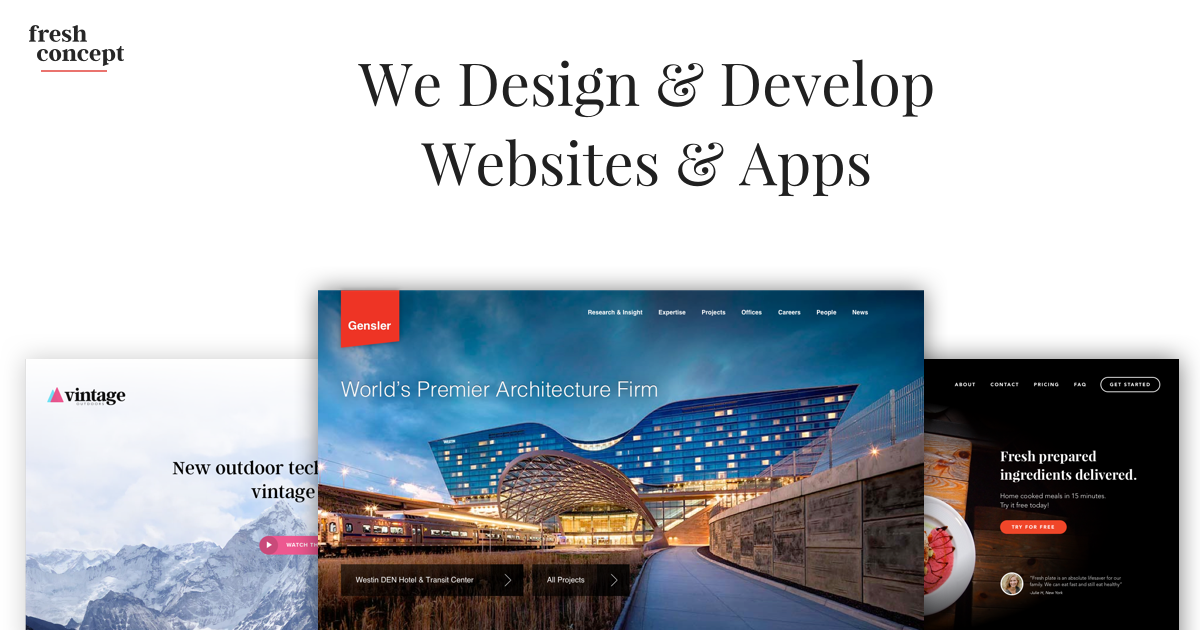 fresh
concept
We Design & Develop
Websites & Apps
Gensler
Research & Insight Expertise Projects Offices Careers People News
World's Premier Architecture Firm
WESTIN
Westin DEN Hotel & Transit Center
All Projects
vintage
New outdoor tech
vintage
WATCH TH
ABOUT CONTACT PRICING FAQ GET STARTED
Fresh prepared
ingredients delivered.
Home cooked meals in 15 minutes.
Try it free today!
TRY FOR FREE
"Fresh plate is an absolute lifesaver for our
family. We can eat fast and still eat healthy"
-Julie H, New York